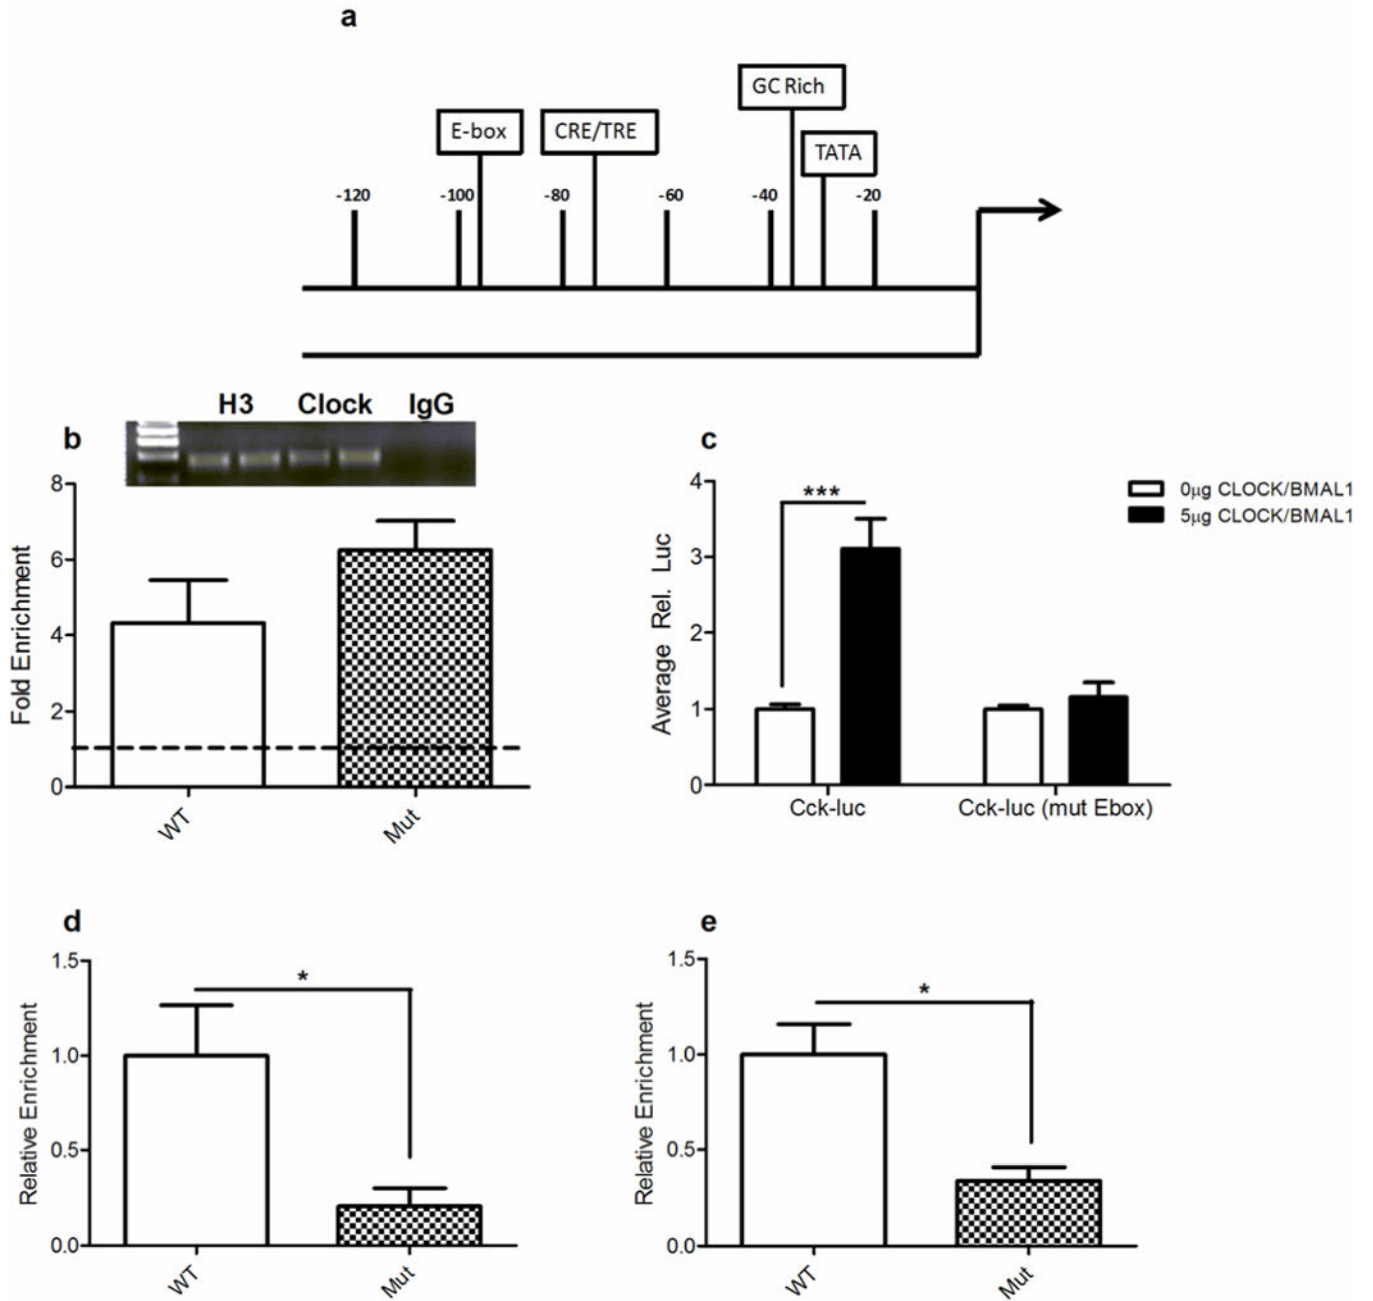 a
GC Rich
E-box
CRE/TRE
TATA
-120
-100
-80
-60
-40
-20
H3 Clock IgG
b
8
6
4
2
0
Fold Enrichment
WT
Mut
c
4
3
2
1
0
Average Rel. Luc
***
0µg CLOCK/BMAL1
5µg CLOCK/BMAL1
Cck-luc
Cck-luc (mut Ebox)
d
1.5
1.0
0.5
0.0
Relative Enrichment
*
WT
Mut
e
1.5
1.0
0.5
0.0
Relative Enrichment
*
WT
Mut